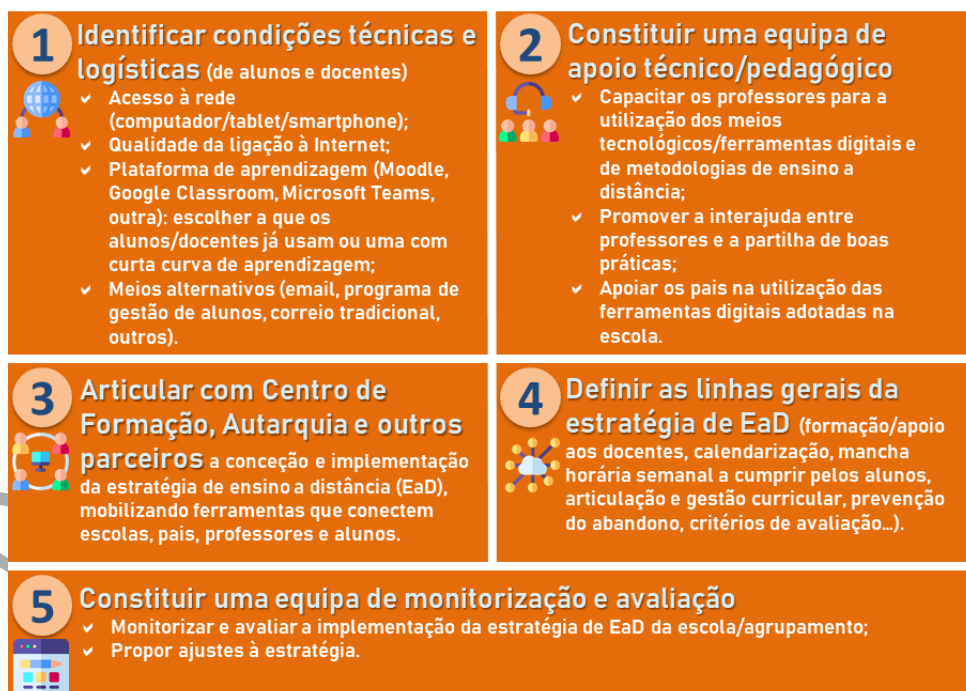 1
Identificar condições técnicas e
logísticas (de alunos e docentes)
Acesso à rede
(computador/tablet/smartphone);
Qualidade da ligação à Internet;
Plataforma de aprendizagem (Moodle,
Google Classroom, Microsoft Teams,
outra): escolher a que os
alunos/docentes já usam ou uma com
curta curva de aprendizagem;
Meios alternativos (email, programa de
gestão de alunos, correio tradicional,
outros).
2
Constituir uma equipa de
apoio técnico/pedagógico
Capacitar os professores para a
utilização dos meios
tecnológicos/ferramentas digitais e
de metodologias de ensino a
distância;
Promover a interajuda entre
professores e a partilha de boas
práticas;
Apoiar os pais na utilização das
ferramentas digitais adotadas na
escola.
3
Articular com Centro de
Formação, Autarquia e outros
parceiros a conceção e implementação
da estratégia de ensino a distância (EaD),
mobilizando ferramentas que conectem
escolas, pais, professores e alunos.
4
Definir as linhas gerais da
estratégia de EaD (formação/apoio
aos docentes, calendarização, mancha
horária semanal a cumprir pelos alunos,
articulação e gestão curricular, prevenção
do abandono, critérios de avaliação…).
5
Constituir uma equipa de monitorização e avaliação
Monitorizar e avaliar a implementação da estratégia de EaD da escola/agrupamento;
Propor ajustes à estratégia.